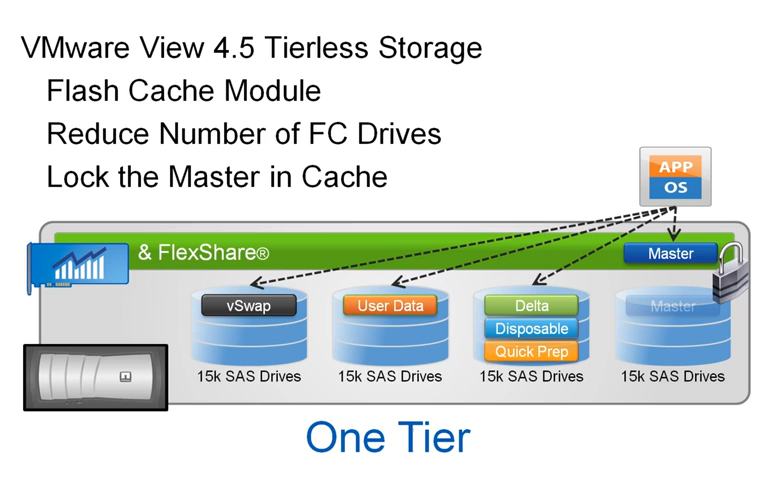 VMware View 4.5 Tierless Storage
Flash Cache Module
Reduce Number of FC Drives
Lock the Master in Cache
APP
OS
& FlexShare®
Master
vSwap
User Data
Delta
Master
Disposable
Quick Prep
15k SAS Drives
15k SAS Drives
15k SAS Drives
15k SAS Drives
One Tier